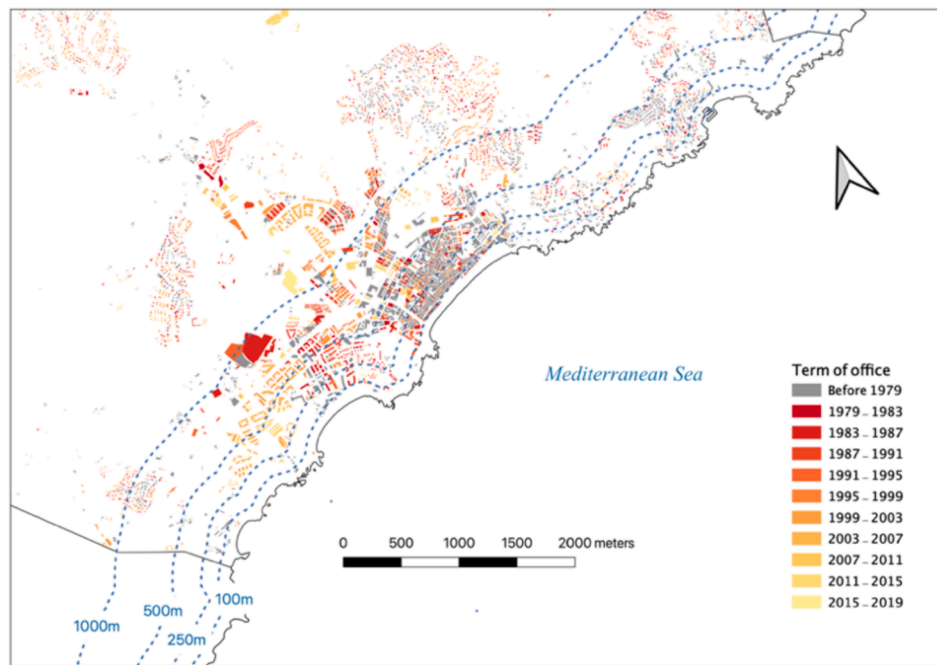 Mediterranean Sea
Term of office
Before 1979
1979 – 1983
1983 – 1987
1987 – 1991
1991 – 1995
1995 – 1999
1999 – 2003
2003 – 2007
2007 – 2011
2011 – 2015
2015 – 2019
0 500 1000 1500 2000 meters
100m
500m
1000m
250m